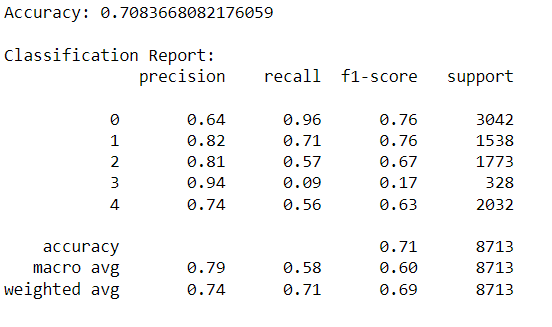 Accuracy: 0.7083668082176059
Classification Report:
precision recall f1-score support
0 0.64 0.96 0.76 3042
1 0.82 0.71 0.76 1538
2 0.81 0.57 0.67 1773
3 0.94 0.09 0.17 328
4 0.74 0.56 0.63 2032
accuracy 0.71 8713
macro avg 0.79 0.58 0.60 8713
weighted avg 0.74 0.71 0.69 8713